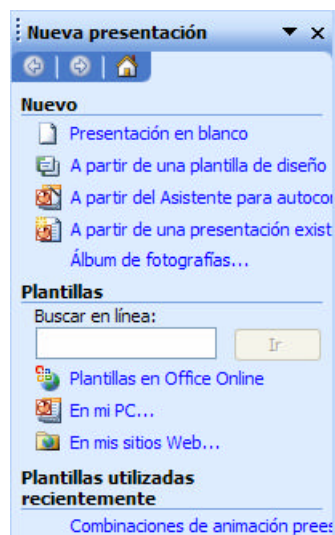 Nueva presentación
Nuevo
Presentación en blanco
A partir de una plantilla de diseño
A partir del Asistente para autocon
A partir de una presentación exist
Álbum de fotografías...
Plantillas
Buscar en línea:
Ir
Plantillas en Office Online
En mi PC...
En mis sitios Web...
Plantillas utilizadas
recientemente
Combinaciones de animación prees